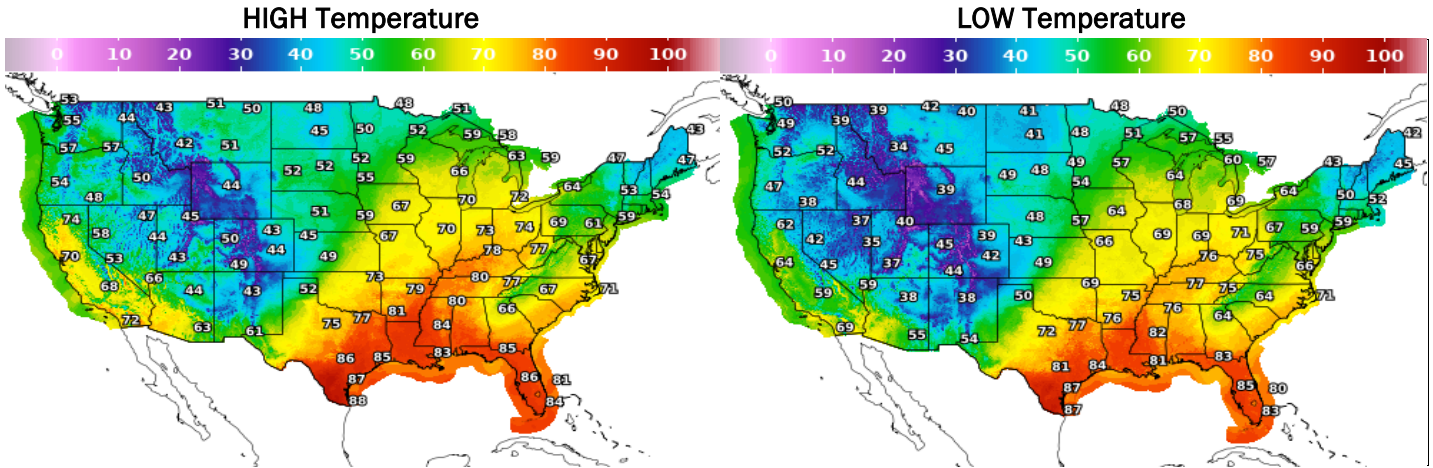 HIGH Temperature
LOW Temperature
0 10 20 30 40 50 60 70 80 90 100
0 10 20 30 40 50 60 70 80 90 100
53 43 51 50 48 48 51
55 44 45 50 52 59 58 43
57 57 42 51 52 59 63 59 47 47
54 50 44 52 52 55 66 64 53 54
48 67 70 72
74 47 45 51 59 69 61 59
58 44 50 43 45 67 70 73 74
70 53 43 49 44 49 78 77 67
68 66 44 43 52 73 79 80 77 67 71
72 63 61 75 77 81 80 66
84
86 85 83 85
87 86 81
88 84
50 39 42 40 41 48 50
49 39 41 48 51 57 55 42
52 52 34 45 49 57 60 57 43 45
47 44 39 49 48 54 64 64 50 52
38 64 68 69
62 37 40 48 57 67 59 59
42 35 45 39 43 66 69 69 71
64 45 37 44 42 49 76 75 66
59 59 38 38 50 69 75 77 75 64 71
69 55 54 72 77 76 76 64
82
81 84 81 83
87 85 80
87 83